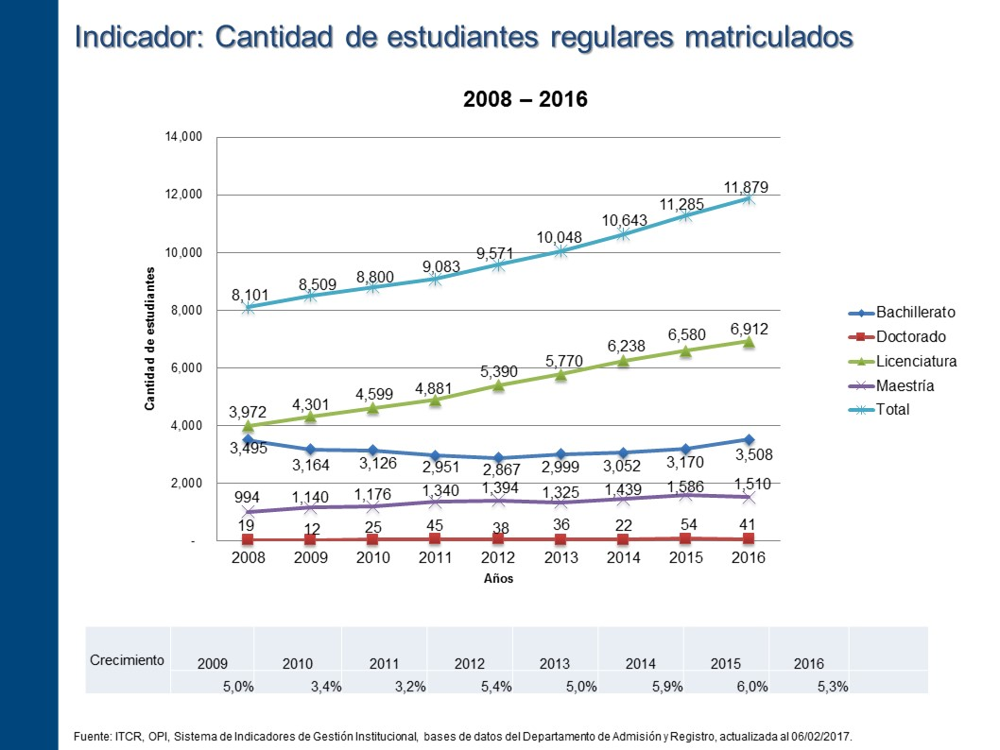 Indicador: Cantidad de estudiantes regulares matriculados
2008 – 2016
14,000
12,000
10,000
8,000
6,000
4,000
2,000
-
Cantidad de estudiantes
8,101 8,509 8,800 9,083 9,571 10,048 10,643 11,285 11,879
3,972 4,301 4,599 4,881 5,390 5,770 6,238 6,580 6,912
3,495 3,164 3,126 2,951 2,867 2,999 3,052 3,170 3,508
994 1,140 1,176 1,340 1,394 1,325 1,439 1,586 1,510
19 12 25 45 38 36 22 54 41
2008 2009 2010 2011 2012 2013 2014 2015 2016
Años
Bachillerato
Doctorado
Licenciatura
Maestría
Total
Crecimiento 2009 2010 2011 2012 2013 2014 2015 2016
5,0% 3,4% 3,2% 5,4% 5,0% 5,9% 6,0% 5,3%
Fuente: ITCR, OPI, Sistema de Indicadores de Gestión Institucional, bases de datos del Departamento de Admisión y Registro, actualizada al 06/02/2017.